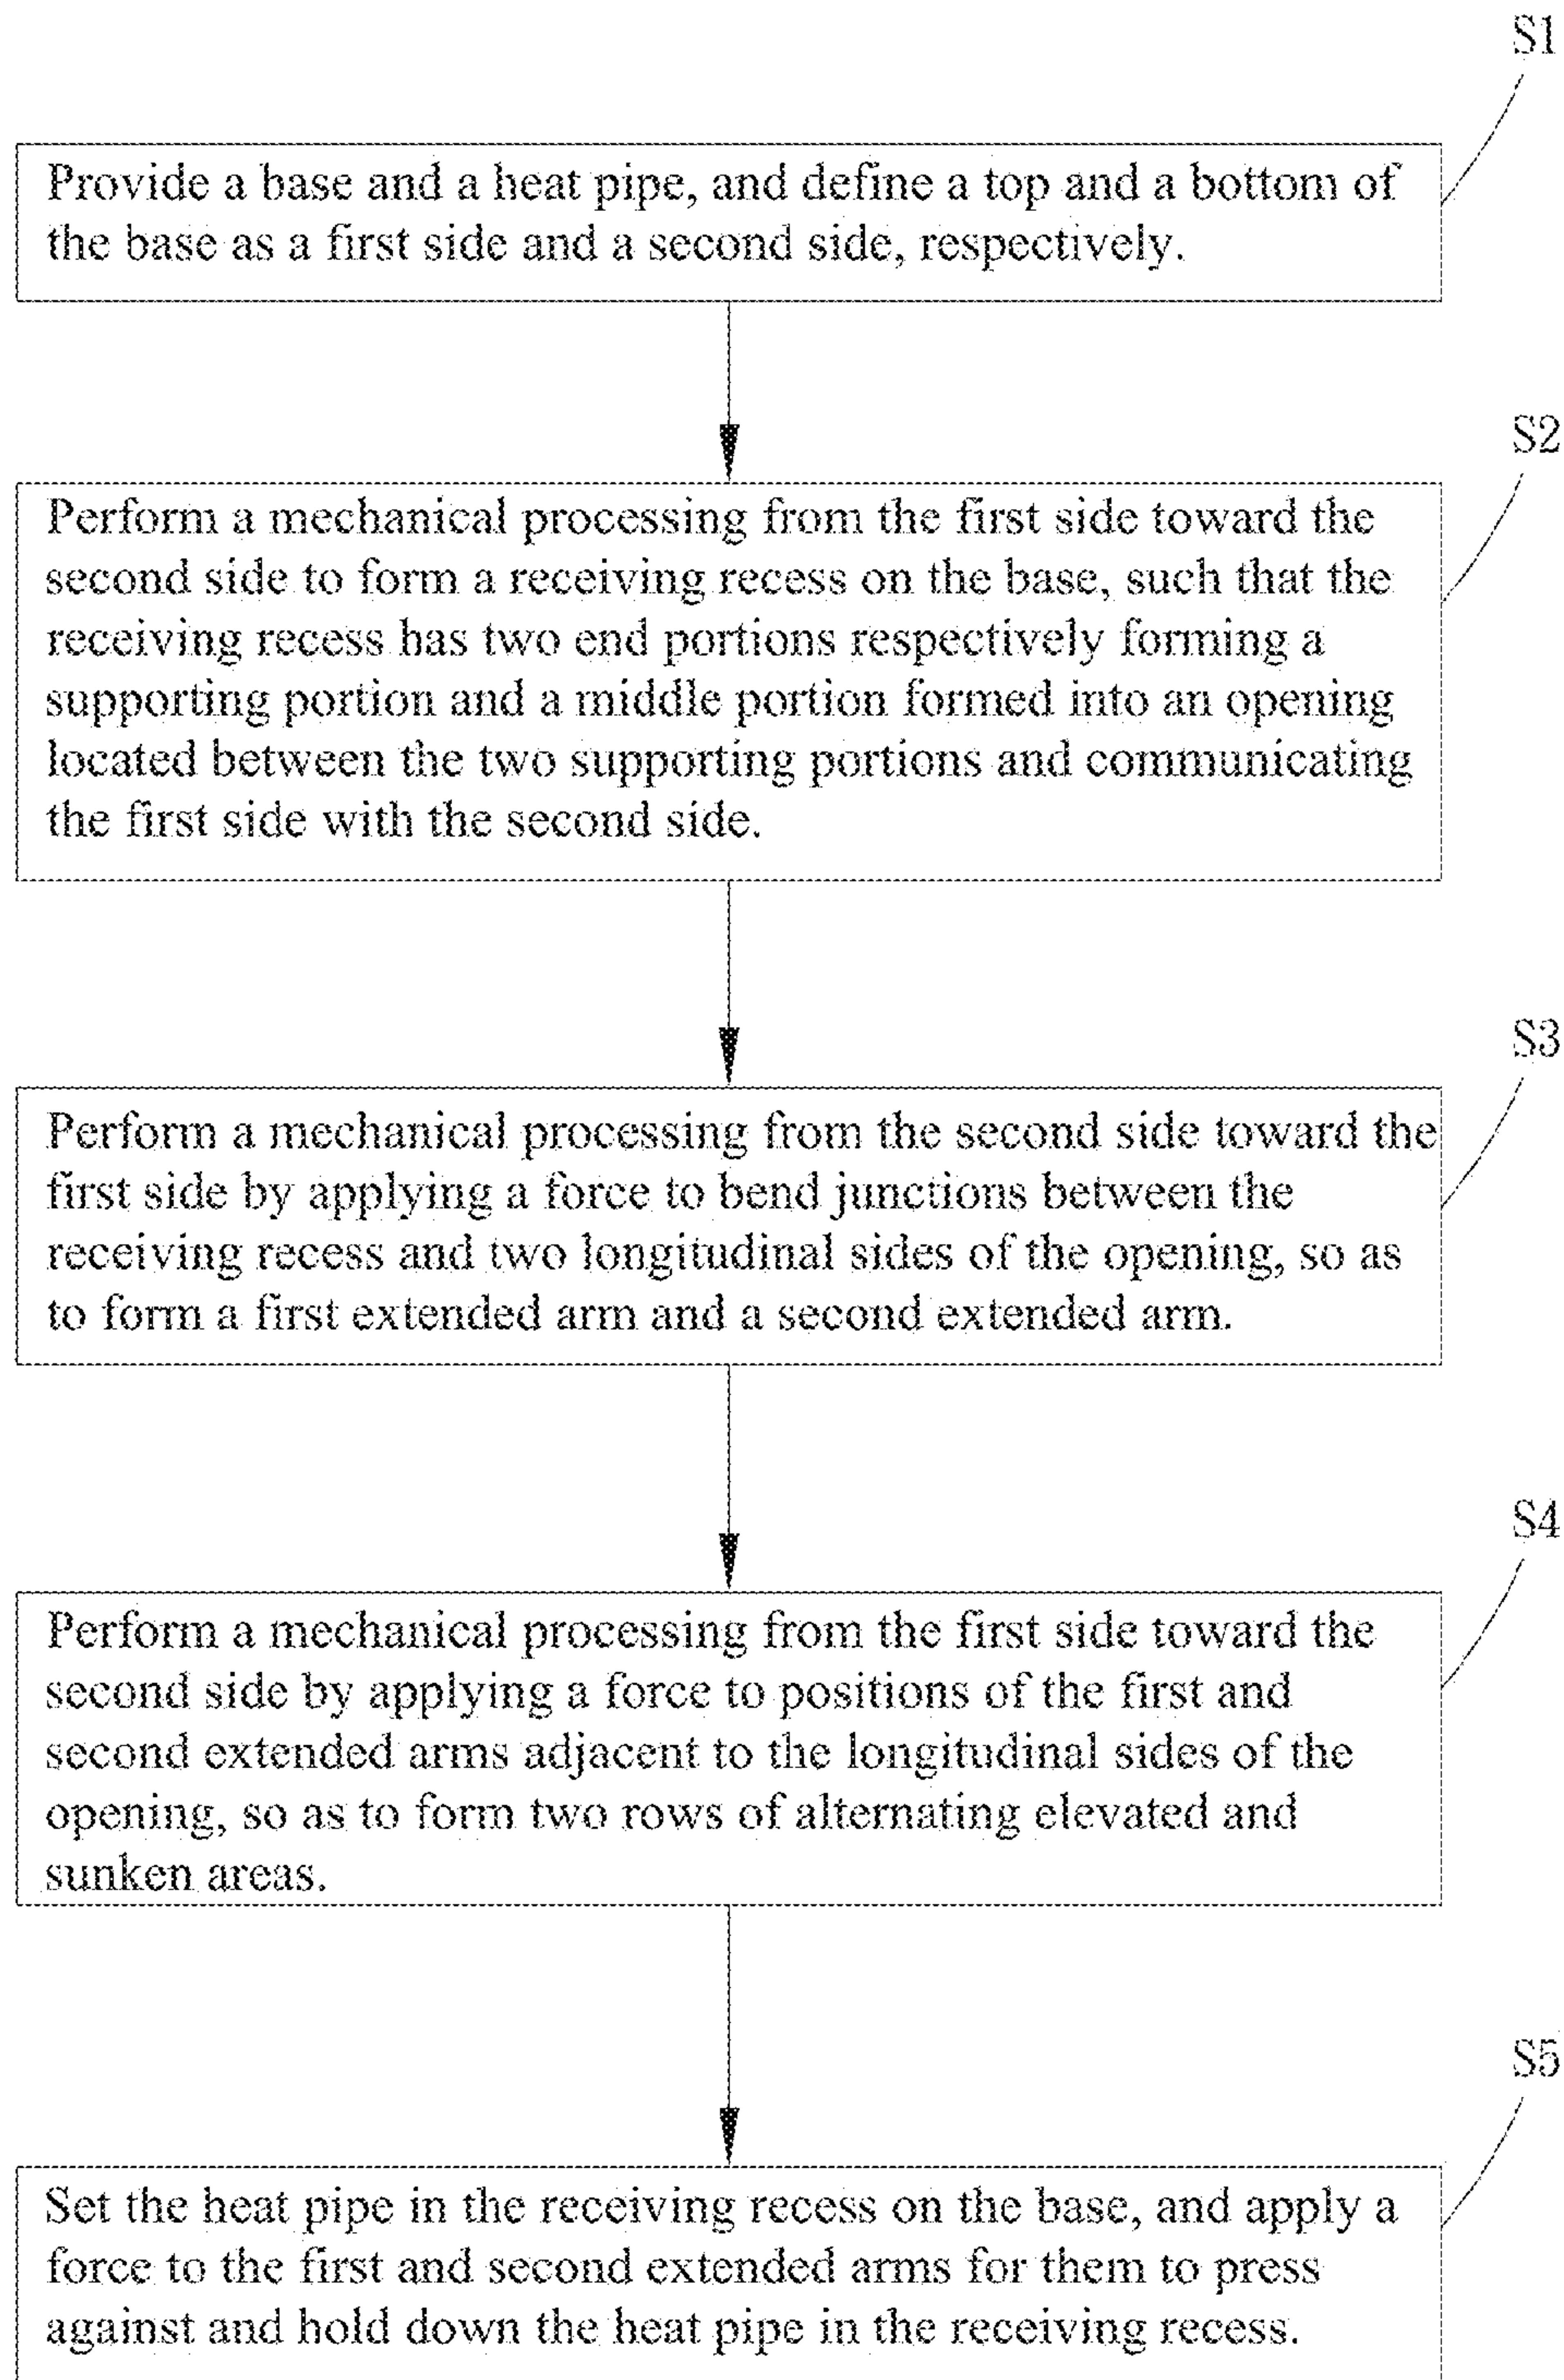 S1
Provide a base and a heat pipe, and define a top and a bottom of
the base as a first side and a second side, respectively.
S2
Perform a mechanical processing from the first side toward the
second side to form a receiving recess on the base, such that the
receiving recess has two end portions respectively forming a
supporting portion and a middle portion formed into an opening
located between the two supporting portions and communicating
the first side with the second side.
S3
Perform a mechanical processing from the second side toward the
first side by applying a force to bend junctions between the
receiving recess and two longitudinal sides of the opening, so as
to form a first extended arm and a second extended arm.
S4
Perform a mechanical processing from the first side toward the
second side by applying a force to positions of the first and
second extended arms adjacent to the longitudinal sides of the
opening, so as to form two rows of alternating elevated and
sunken areas.
S5
Set the heat pipe in the receiving recess on the base, and apply a
force to the first and second extended arms for them to press
against and hold down the heat pipe in the receiving recess.